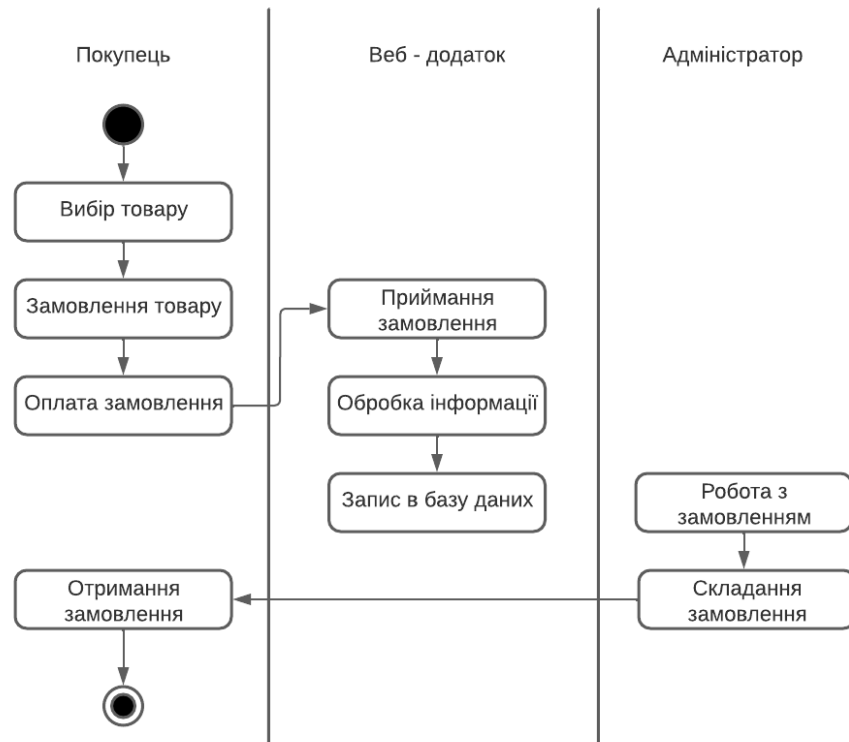 Покупець
Веб - додаток
Адміністратор
Вибір товару
Замовлення товару
Приймання
замовлення
Оплата замовлення
Обробка інформації
Запис в базу даних
Робота з
замовленням
Отримання
замовлення
Складання
замовлення